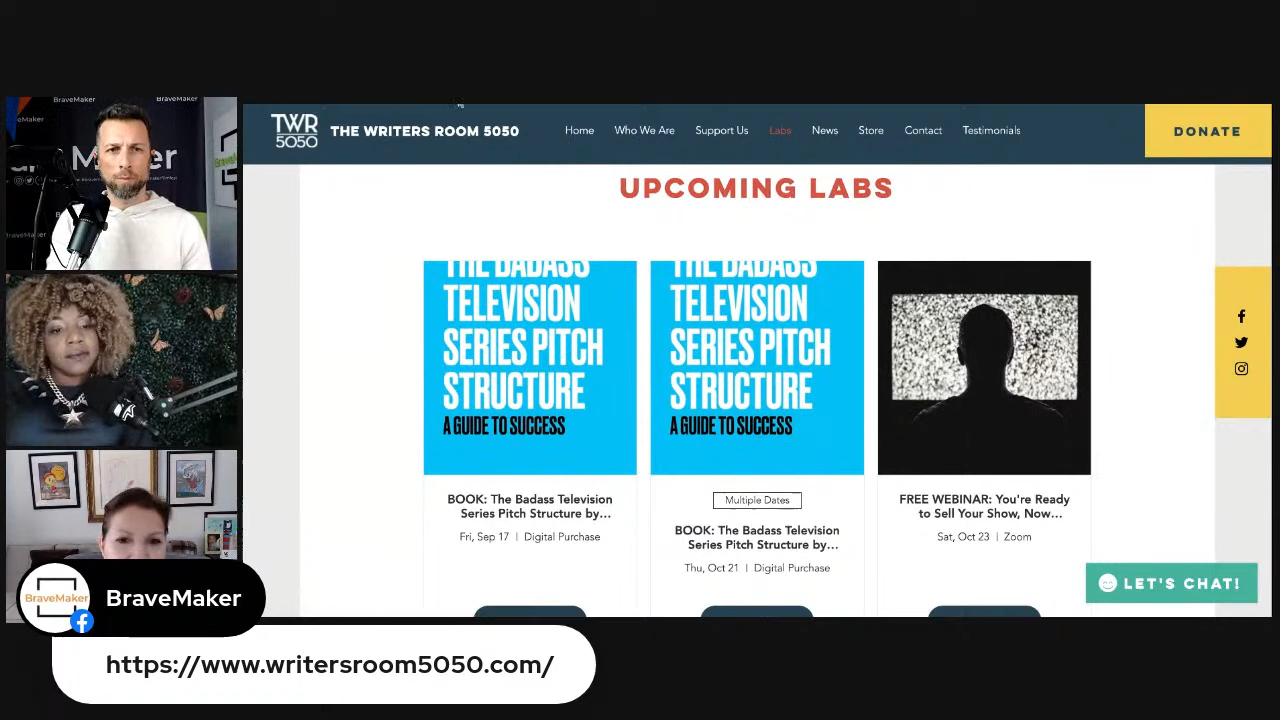 BraveMaker
BraveMaker
Maker
TWR
5050
THE WRITERS ROOM 5050
Home
Who We Are
Support Us
Labs
News
Store
Contact
Testimonials
DONATE
UPCOMING LABS
THE BADASS
TELEVISION
SERIES PITCH
STRUCTURE
A GUIDE TO SUCCESS
BOOK: The Badass Television
Series Pitch Structure by...
Fri, Sep 17 | Digital Purchase
THE BADASS
TELEVISION
SERIES PITCH
STRUCTURE
A GUIDE TO SUCCESS
Multiple Dates
BOOK: The Badass Television
Series Pitch Structure by...
Thu, Oct 21 | Digital Purchase
FREE WEBINAR: You're Ready
to Sell Your Show, Now...
Sat, Oct 23 | Zoom
LET'S CHAT!
BraveMaker
BraveMaker
https://www.writersroom5050.com/